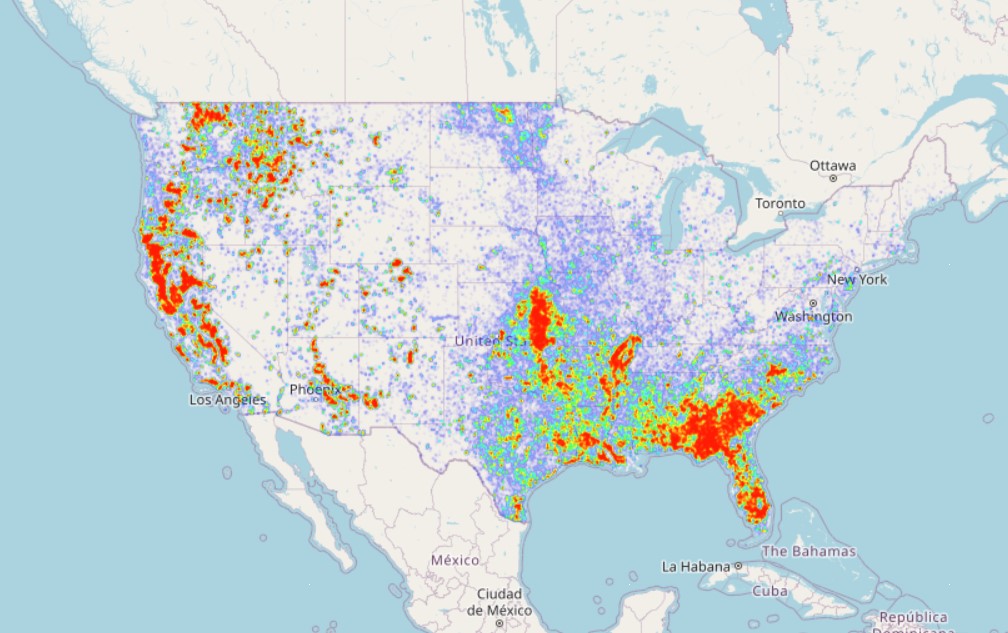 Ottawa
Toronto
New York
Washington
United Sta
Phoenix
Los Angeles
The Bahamas
La Habana
México
Cuba
Ciudad
de México
República
Dominicana